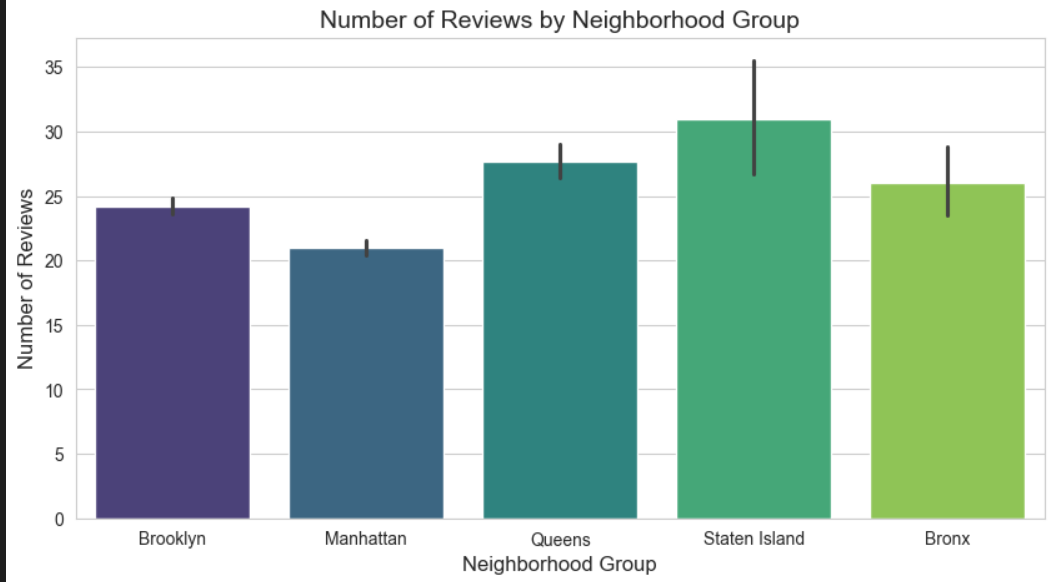 Number of Reviews by Neighborhood Group
Number of Reviews
35
30
25
20
15
10
5
0
Brooklyn Manhattan Queens Staten Island Bronx
Neighborhood Group